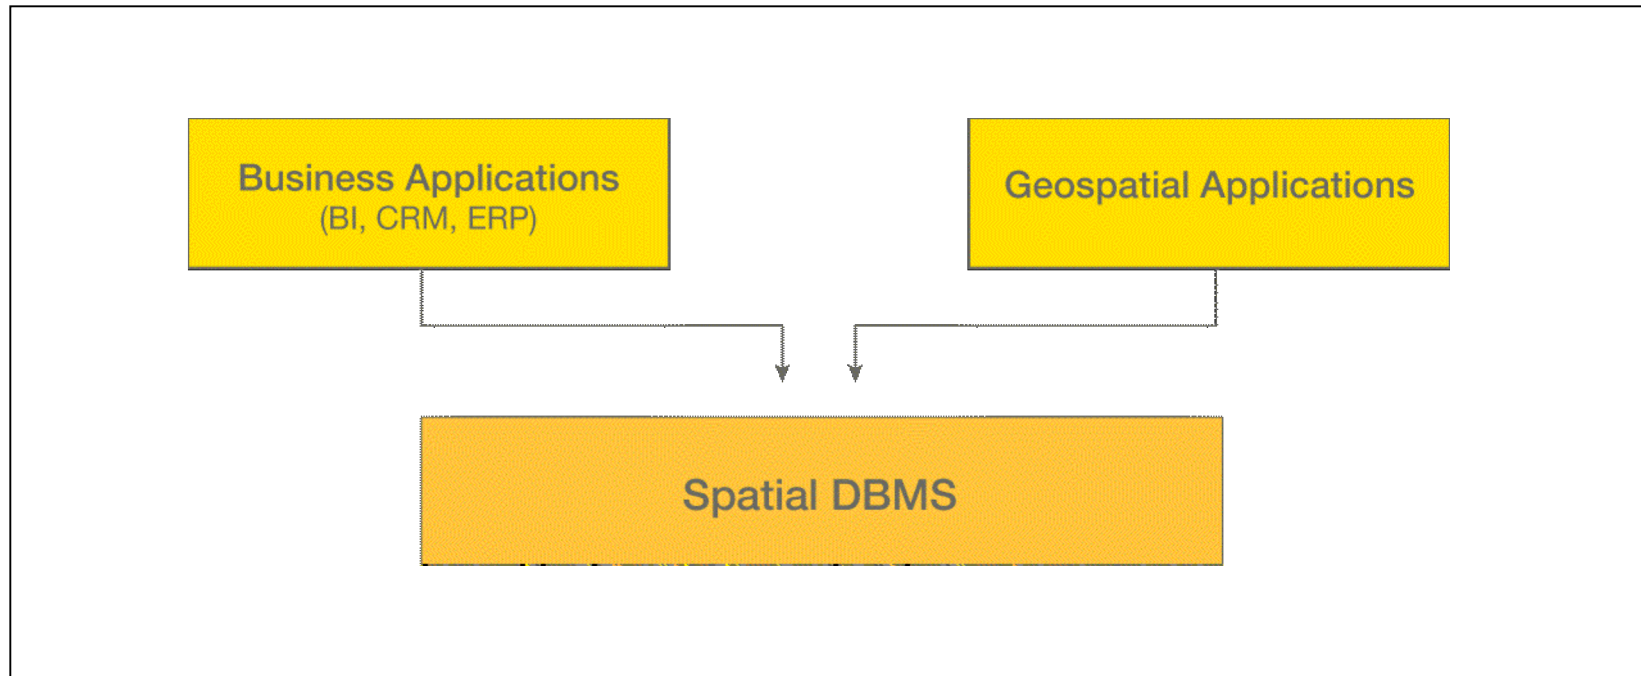 Business Applications
(BI, CRM, ERP)
Geospatial Applications
Spatial DBMS